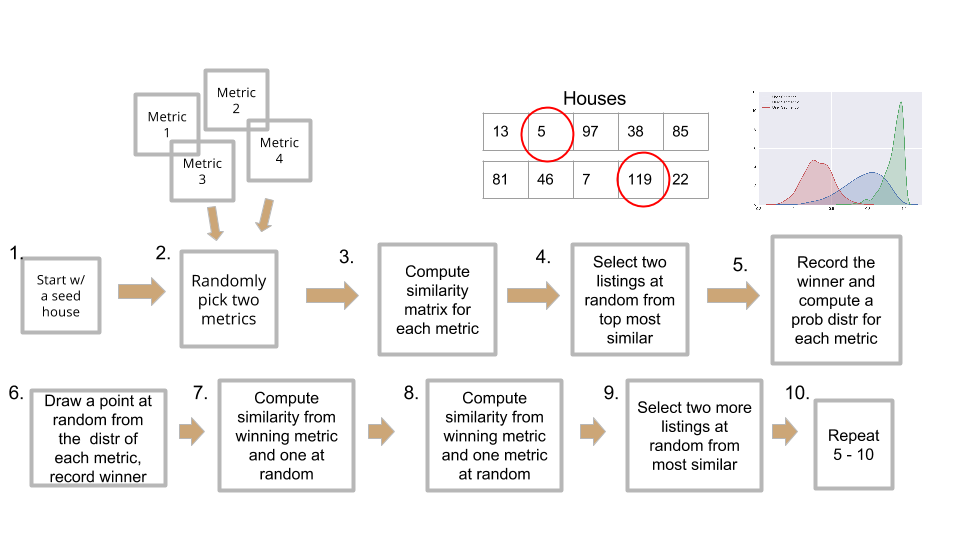 Metric
1
Metric
2
Metric
3
Metric
4
Houses
13 5 97 38 85
81 46 7 119 22
1.
Start w/
a seed
house
2.
Randomly
pick two
metrics
3.
Compute
similarity
matrix for
each metric
4.
Select two
listings at
random from
top most
similar
5.
Record the
winner and
compute a
prob distr for
each metric
6.
Draw a point at
random from
the distr of
each metric,
record winner
7.
Compute
similarity from
winning metric
and one at
random
8.
Compute
similarity from
winning metric
and one metric
at random
9.
Select two more
listings at
random from
most similar
10.
Repeat
5 - 10